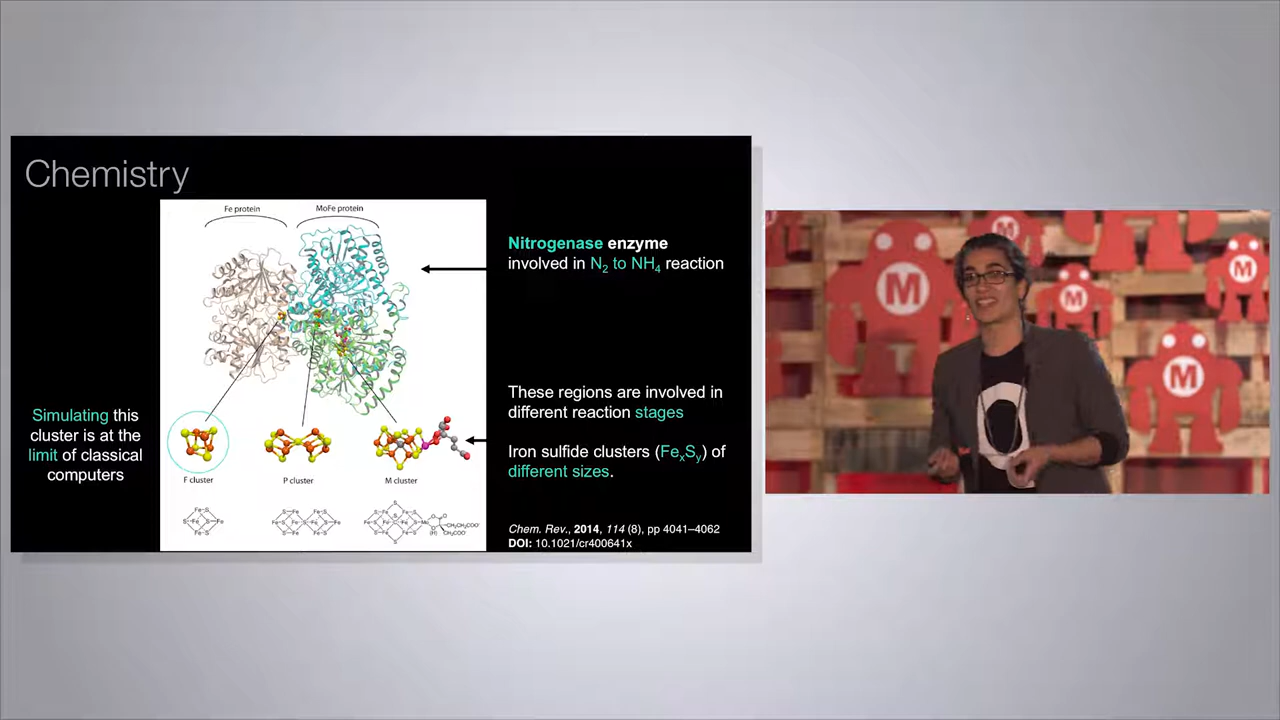 Chemistry
Fe protein
MoFe protein
Nitrogenase enzyme
involved in N2 to NH4 reaction
Simulating this
cluster is at the
limit of classical
computers
These regions are involved in
different reaction stages
Iron sulfide clusters (FexSy) of
different sizes.
F cluster
P cluster
M cluster
Chem. Rev., 2014, 114 (8), pp 4041–4062
DOI: 10.1021/cr400641x
M
M
M
M
M